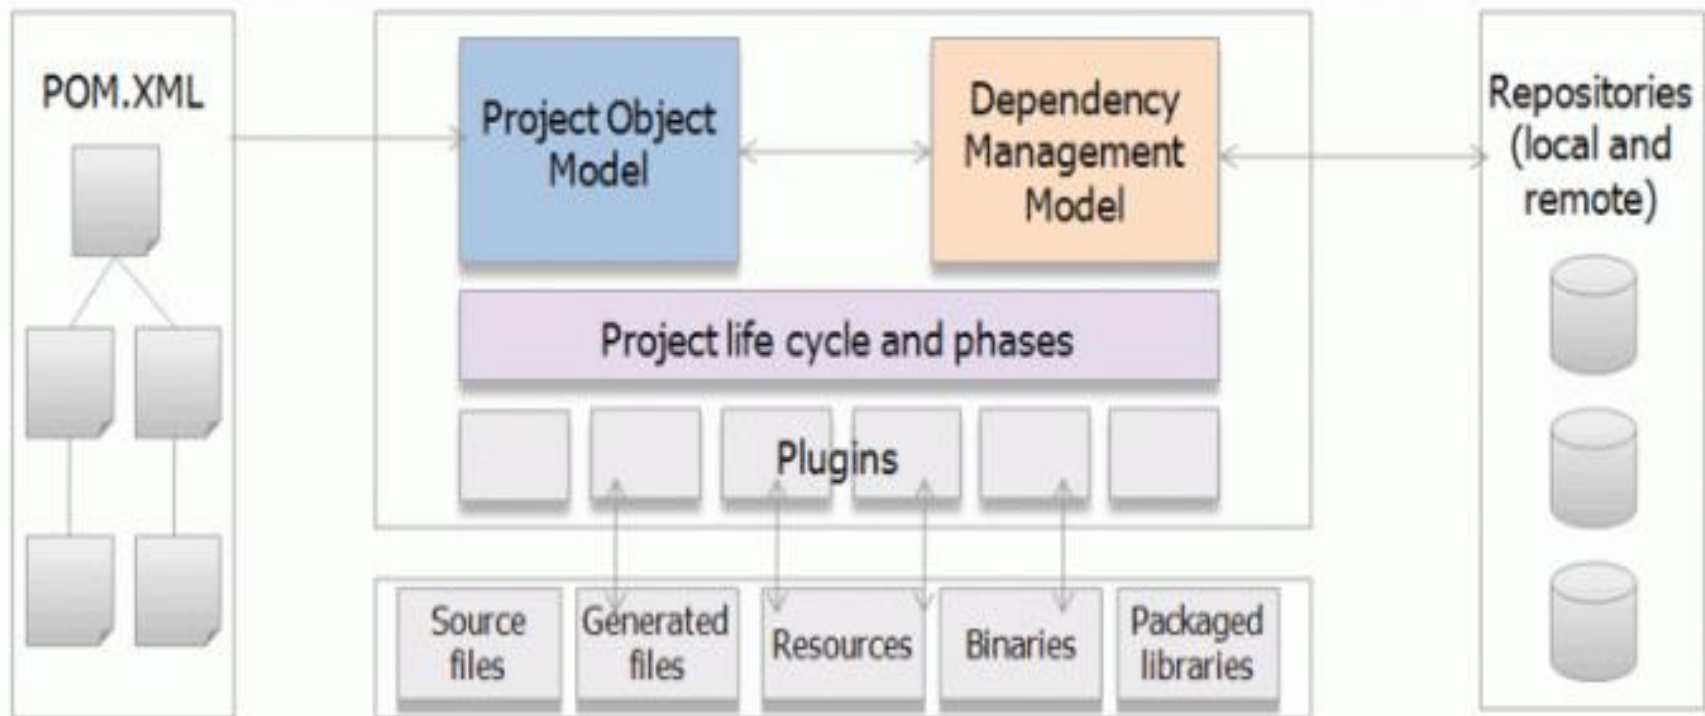 POM.XML
Project Object
Model
Dependency
Management
Model
Repositories
(local and
remote)
Project life cycle and phases
Plugins
Source
files
Generated
files
Resources
Binaries
Packaged
libraries